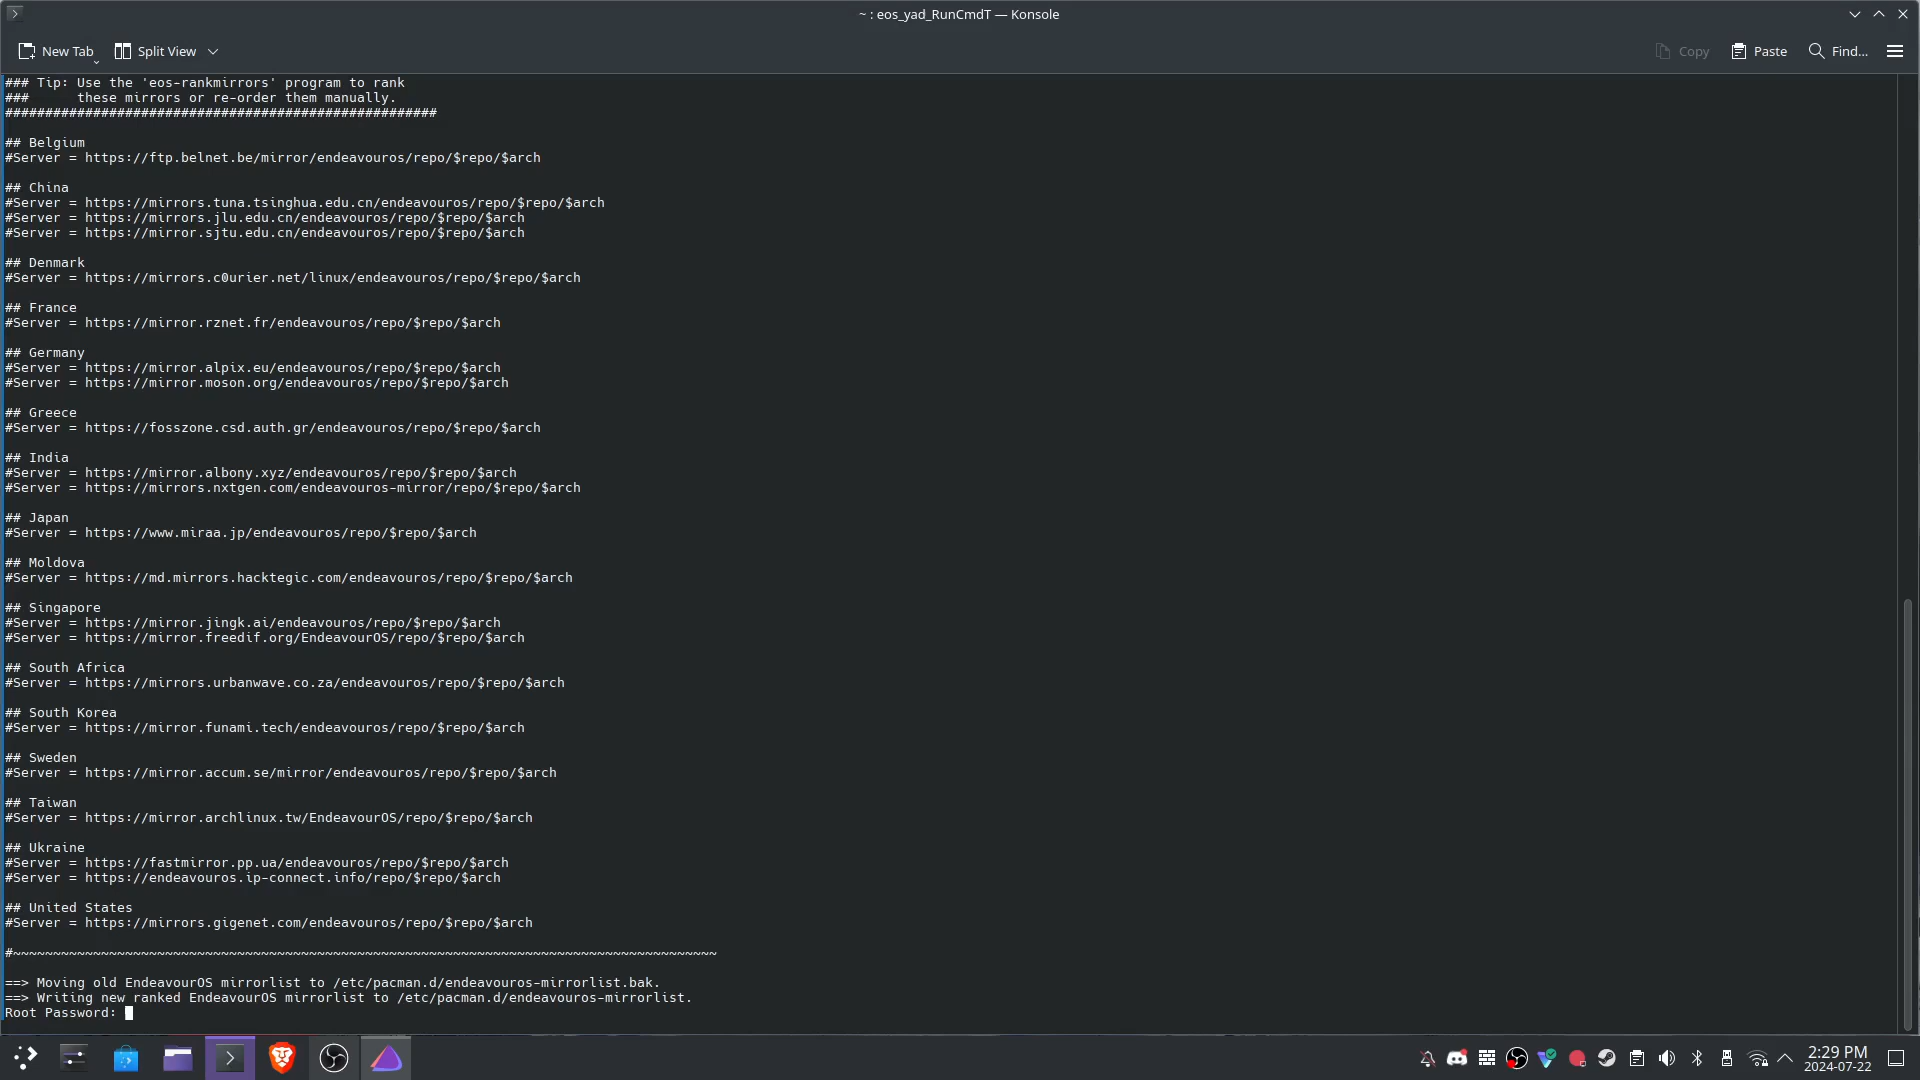 ~ : eos_yad_RunCmdT — Konsole
New Tab
Split View
Copy
Paste
Find...
### Tip: Use the 'eos-rankmirrors' program to rank
###      these mirrors or re-order them manually.
######################################################
## Belgium
#Server = https://ftp.belnet.be/mirror/endeavouros/repo/$repo/$arch
## China
#Server = https://mirrors.tuna.tsinghua.edu.cn/endeavouros/repo/$repo/$arch
#Server = https://mirrors.jlu.edu.cn/endeavouros/repo/$repo/$arch
#Server = https://mirror.sjtu.edu.cn/endeavouros/repo/$repo/$arch
## Denmark
#Server = https://mirrors.c0urier.net/linux/endeavouros/repo/$repo/$arch
## France
#Server = https://mirror.rznet.fr/endeavouros/repo/$repo/$arch
## Germany
#Server = https://mirror.alpix.eu/endeavouros/repo/$repo/$arch
#Server = https://mirror.moson.org/endeavouros/repo/$repo/$arch
## Greece
#Server = https://fosszone.csd.auth.gr/endeavouros/repo/$repo/$arch
## India
#Server = https://mirror.albony.xyz/endeavouros/repo/$repo/$arch
#Server = https://mirrors.nxtgen.com/endeavouros-mirror/repo/$repo/$arch
## Japan
#Server = https://www.miraa.jp/endeavouros/repo/$repo/$arch
## Moldova
#Server = https://md.mirrors.hacktegic.com/endeavouros/repo/$repo/$arch
## Singapore
#Server = https://mirror.jingk.ai/endeavouros/repo/$repo/$arch
#Server = https://mirror.freedif.org/EndeavourOS/repo/$repo/$arch
## South Africa
#Server = https://mirrors.urbanwave.co.za/endeavouros/repo/$repo/$arch
## South Korea
#Server = https://mirror.funami.tech/endeavouros/repo/$repo/$arch
## Sweden
#Server = https://mirror.accum.se/mirror/endeavouros/repo/$repo/$arch
## Taiwan
#Server = https://mirror.archlinux.tw/EndeavourOS/repo/$repo/$arch
## Ukraine
#Server = https://fastmirror.pp.ua/endeavouros/repo/$repo/$arch
#Server = https://endeavouros.ip-connect.info/repo/$repo/$arch
## United States
#Server = https://mirrors.gigenet.com/endeavouros/repo/$repo/$arch
#~~~~~~~~~~~~~~~~~~~~~~~~~~~~~~~~~~~~~~~~~~~~~~~~~~~~~~~~~~~~~~~~~~~~~~~~~~~~~~~~~~~~~~~~
==> Moving old EndeavourOS mirrorlist to /etc/pacman.d/endeavouros-mirrorlist.bak.
==> Writing new ranked EndeavourOS mirrorlist to /etc/pacman.d/endeavouros-mirrorlist.
Root Password:
2:29 PM
2024-07-22